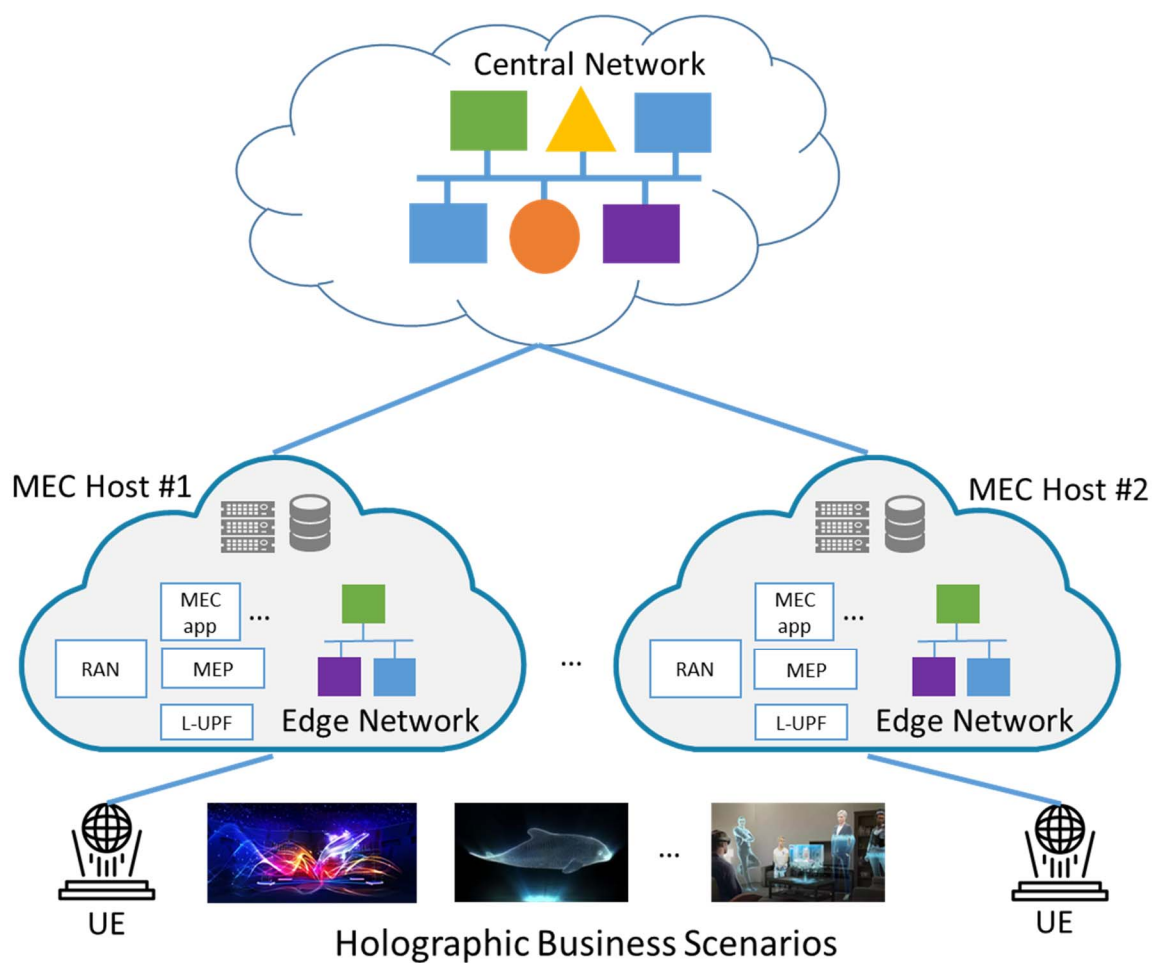 Central Network
MEC Host #1
MEC Host #2
MEC
app
...
RAN
MEP
L-UPF
Edge Network
...
MEC
app
...
RAN
MEP
L-UPF
Edge Network
UE
...
UE
Holographic Business Scenarios